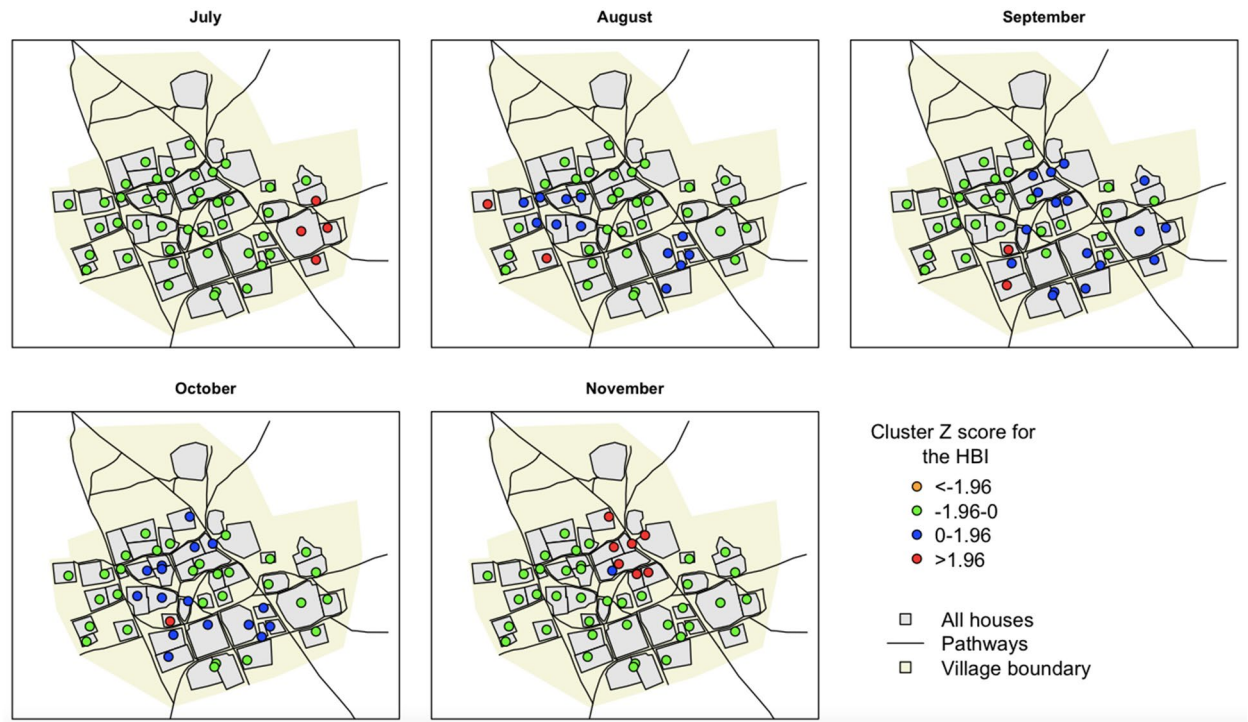 July
August
September
October
November
Cluster Z score for
the HBI
<-1.96
-1.96-0
0-1.96
>1.96
All houses
Pathways
Village boundary